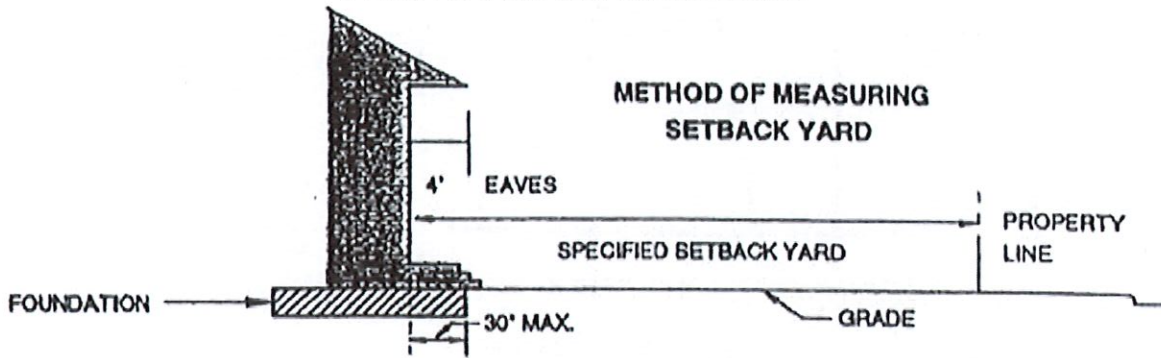 METHOD OF MEASURING
SETBACK YARD
4' EAVES
PROPERTY
LINE
SPECIFIED SETBACK YARD
FOUNDATION
30" MAX.
GRADE